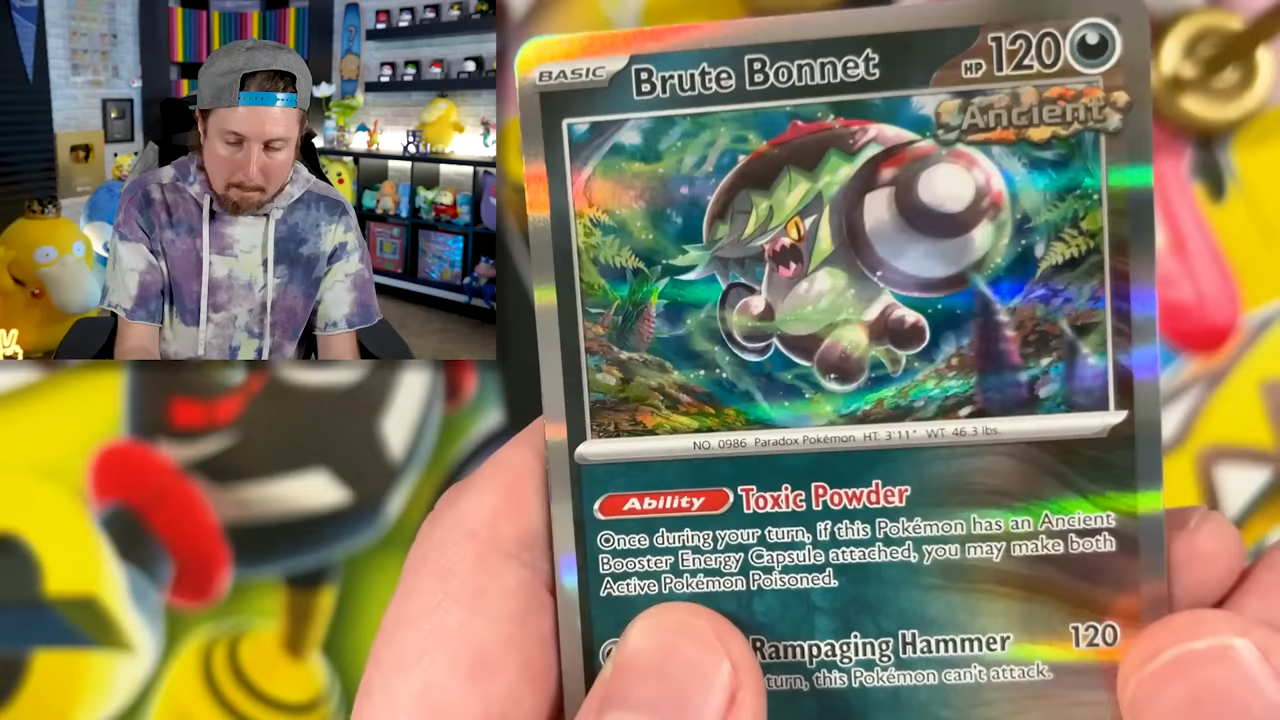 BASIC Brute Bonnet HP 120
Ancient
NO. 0986 Paradox Pokémon HT: 3'11" WT: 46.3 lbs.
Ability Toxic Powder
Once during your turn, if this Pokémon has an Ancient
Booster Energy Capsule attached, you may make both
Active Pokémon Poisoned.
Rampaging Hammer 120
turn, this Pokémon can't attack.